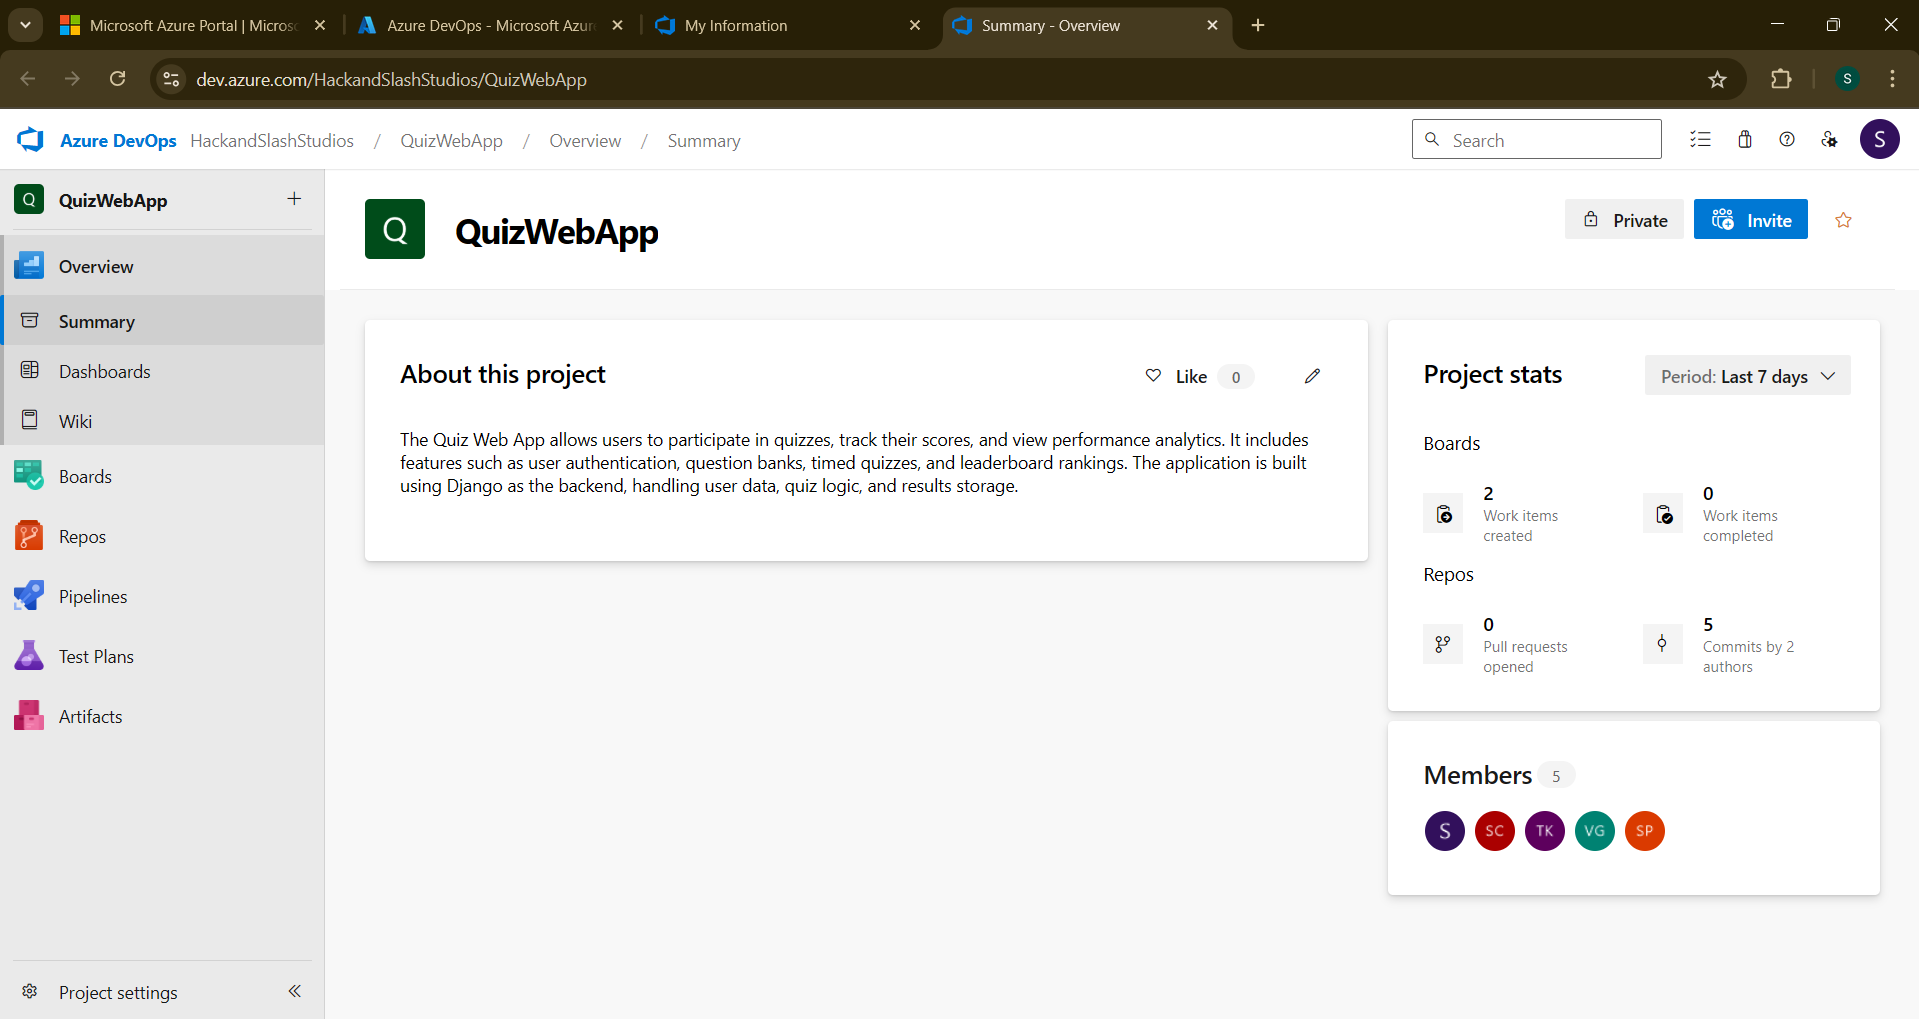 Microsoft Azure Portal | Micros
Azure DevOps - Microsoft Azur
My Information
Summary - Overview
dev.azure.com/HackandSlashStudios/QuizWebApp
S
Azure DevOps HackandSlashStudios / QuizWebApp / Overview / Summary
Search
S
Q QuizWebApp
Overview
Summary
Dashboards
Wiki
Boards
Repos
Pipelines
Test Plans
Artifacts
Project settings
Q QuizWebApp
Private
Invite
About this project
Like 0
The Quiz Web App allows users to participate in quizzes, track their scores, and view performance analytics. It includes
features such as user authentication, question banks, timed quizzes, and leaderboard rankings. The application is built
using Django as the backend, handling user data, quiz logic, and results storage.
Project stats
Period: Last 7 days
Boards
2
Work items
created
0
Work items
completed
Repos
0
Pull requests
opened
5
Commits by 2
authors
Members 5
S SC TK VG SP